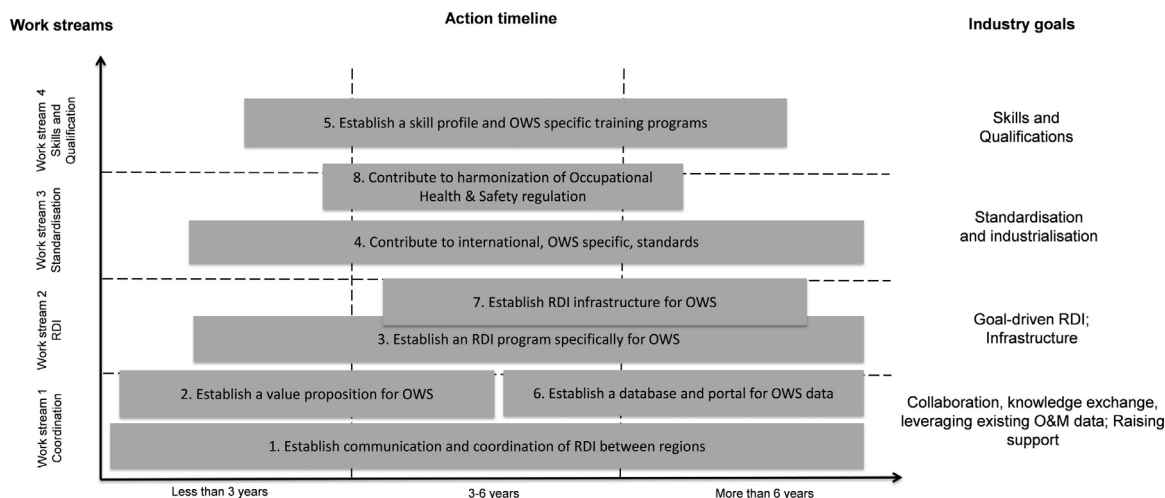 Work streams
Action timeline
Industry goals
Work stream 4
Skills and
Qualification
5. Establish a skill profile and OWS specific training programs
Skills and
Qualifications
8. Contribute to harmonization of Occupational
Health & Safety regulation
Work stream 3
Standardisation
4. Contribute to international, OWS specific, standards
Standardisation
and industrialisation
Work stream 2
RDI
7. Establish RDI infrastructure for OWS
3. Establish an RDI program specifically for OWS
Goal-driven RDI;
Infrastructure
Work stream 1
Coordination
2. Establish a value proposition for OWS
6. Establish a database and portal for OWS data
1. Establish communication and coordination of RDI between regions
Collaboration, knowledge exchange,
leveraging existing O&M data; Raising
support
Less than 3 years
3-6 years
More than 6 years